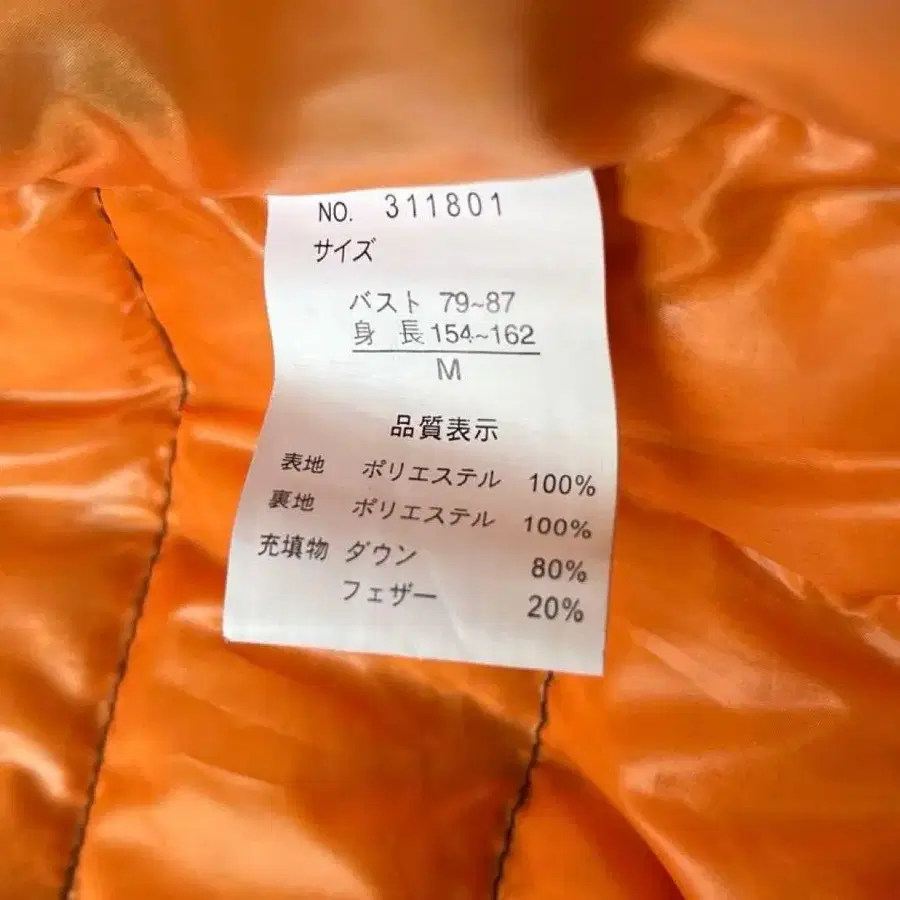 NO. 311801
サイズ
バスト 79~87
身 長 154~162
M
品質表示
表地 ポリエステル 100%
裏地 ポリエステル 100%
充填物 ダウン 80%
フェザー 20%